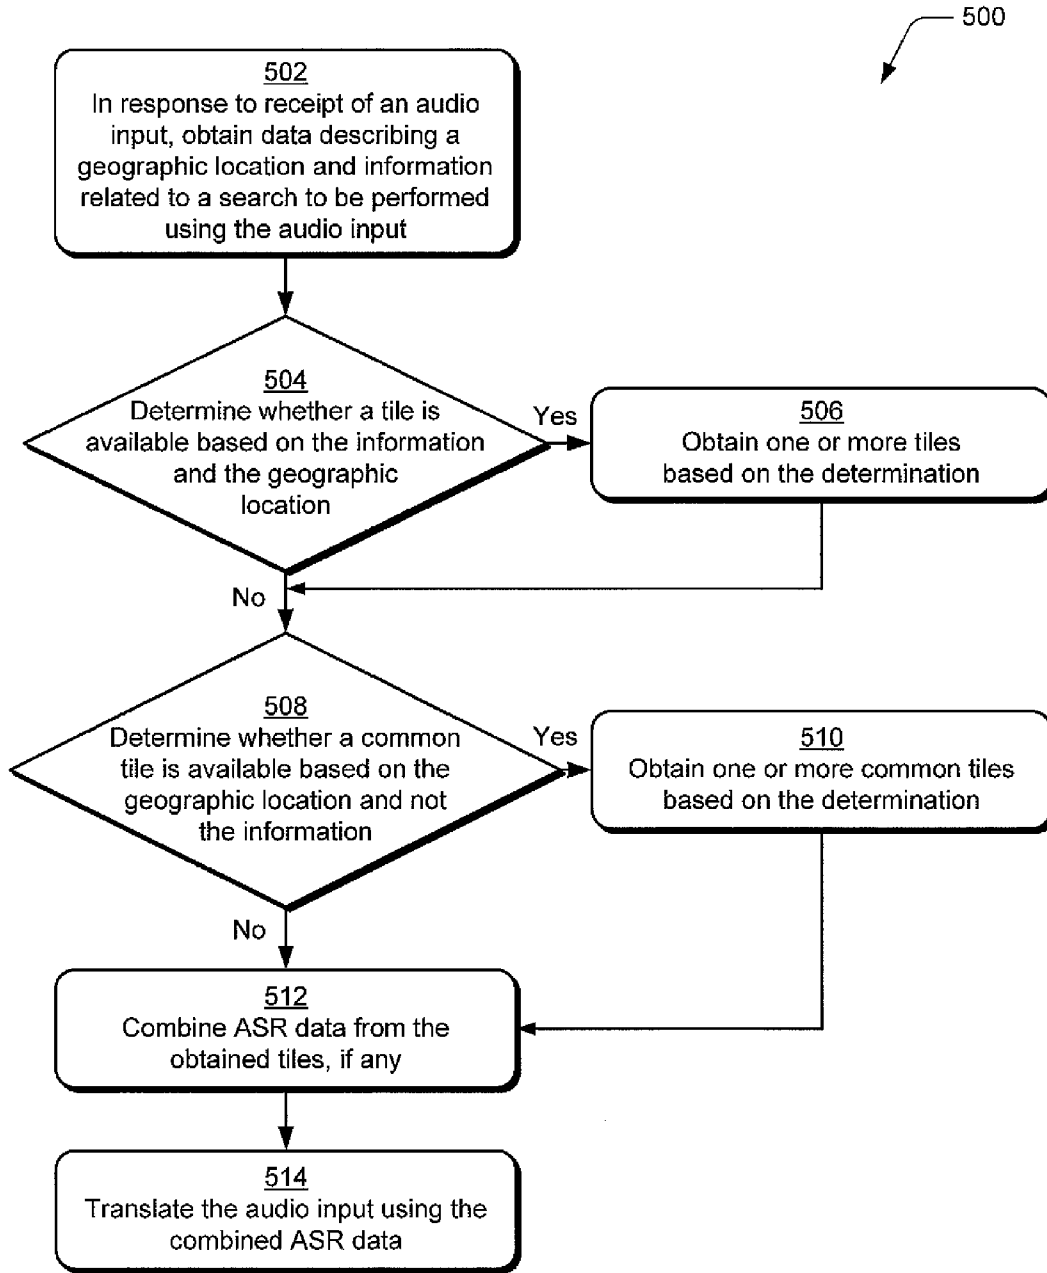 500
502
In response to receipt of an audio
input, obtain data describing a
geographic location and information
related to a search to be performed
using the audio input
504
Determine whether a tile is
available based on the information
and the geographic
location
Yes
506
Obtain one or more tiles
based on the determination
No
508
Determine whether a common
tile is available based on the
geographic location and not
the information
Yes
510
Obtain one or more common tiles
based on the determination
No
512
Combine ASR data from the
obtained tiles, if any
514
Translate the audio input using the
combined ASR data